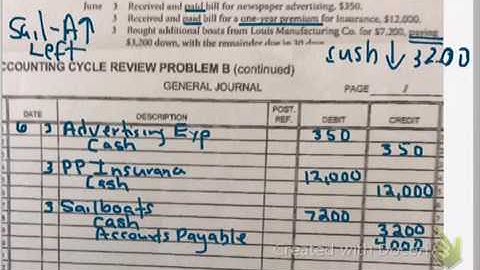 June 3 Received and paid bill for newspaper advertising, $350.
3 Received and paid bill for a one-year premium for insurance, $12,000.
3 Bought additional boats from Louis Manufacturing Co. for $7,200, paying
$3,200 down, with the remainder due in 30 days.
Sail-A↑
Left
cash ↓ 3200
ACCOUNTING CYCLE REVIEW PROBLEM B (continued)
GENERAL JOURNAL PAGE 1
DATE DESCRIPTION POST. REF. DEBIT CREDIT
6 3 Advertising Exp 350
Cash 350
3 PP Insurance 12,000
Cash 12,000
3 Sailboats 7200
Cash 3200
Accounts Payable 4000
Created with